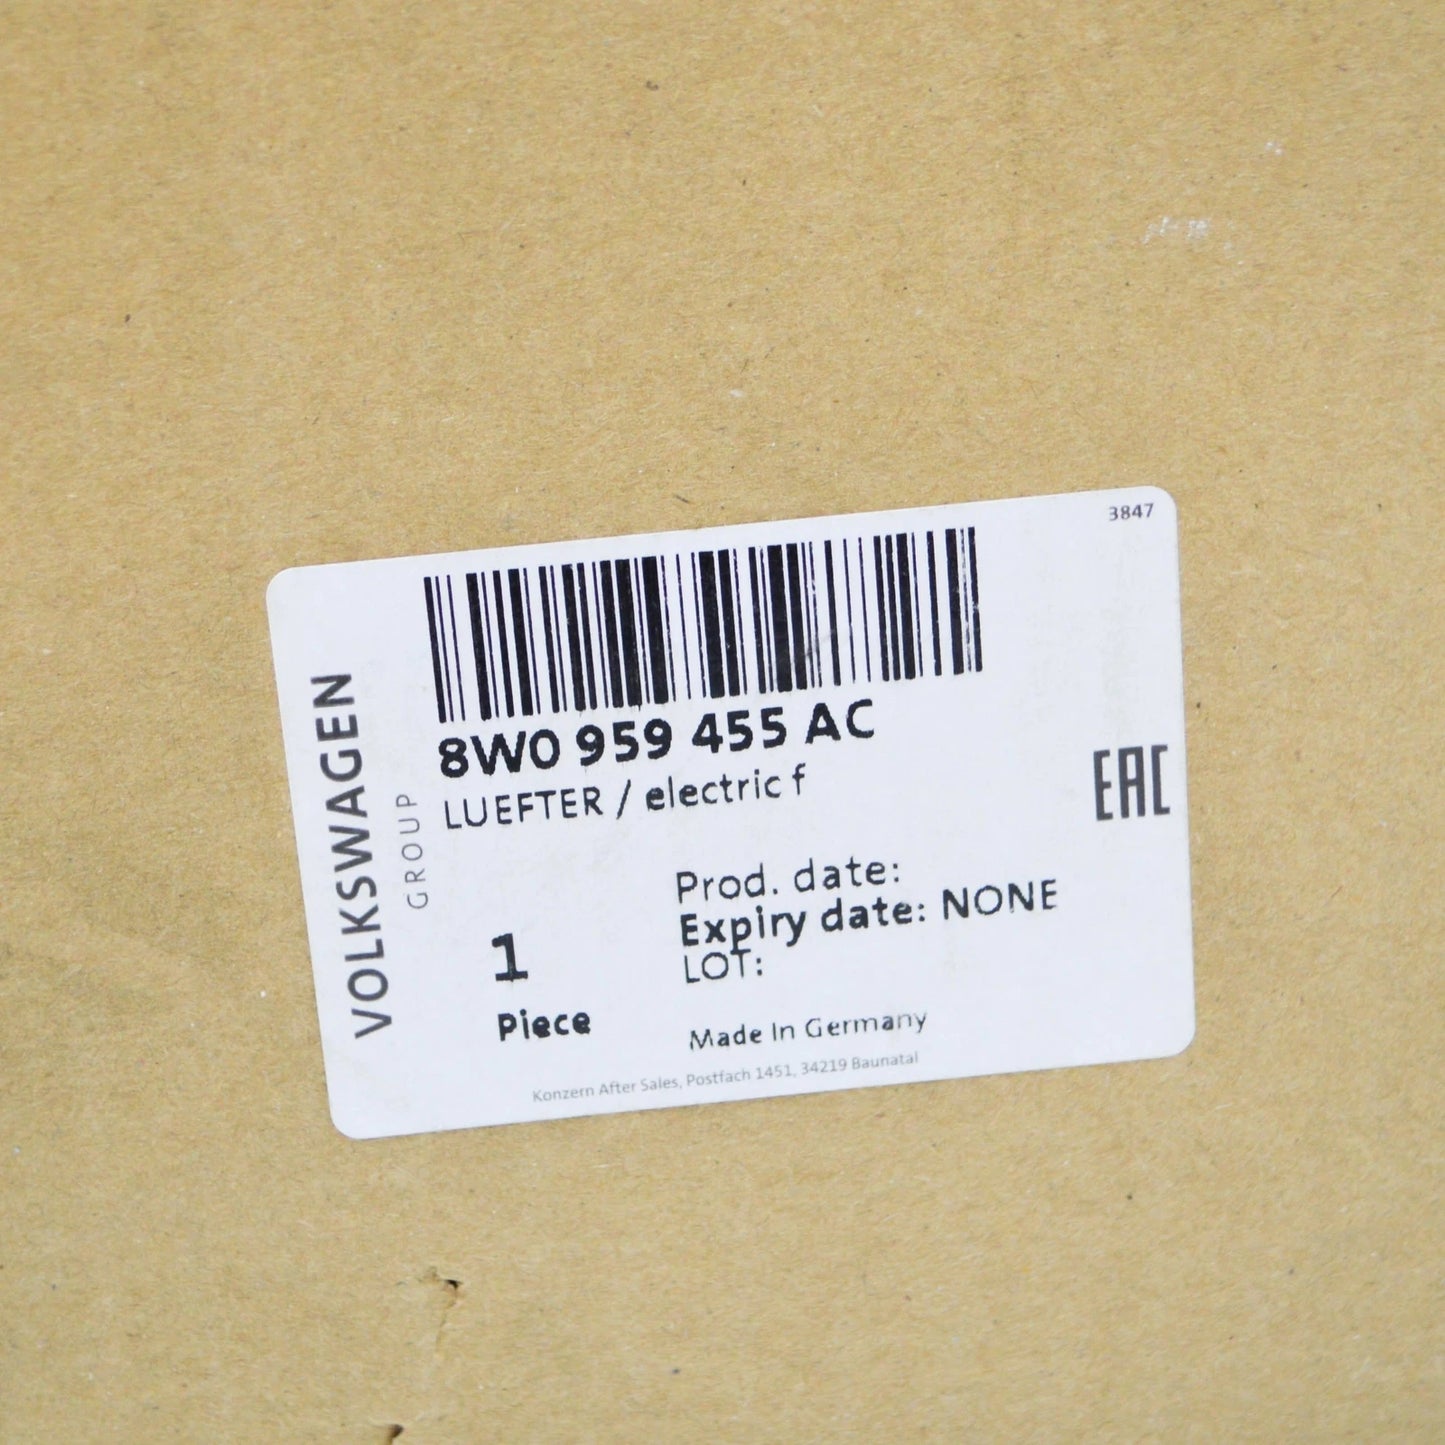 3847
VOLKSWAGEN
GROUP
8W0 959 455 AC
LUEFTER / electric f
EAC
Prod. date:
Expiry date: NONE
LOT:
1
Piece
Made In Germany
Konzern After Sales, Postfach 1451, 34219 Baunatal